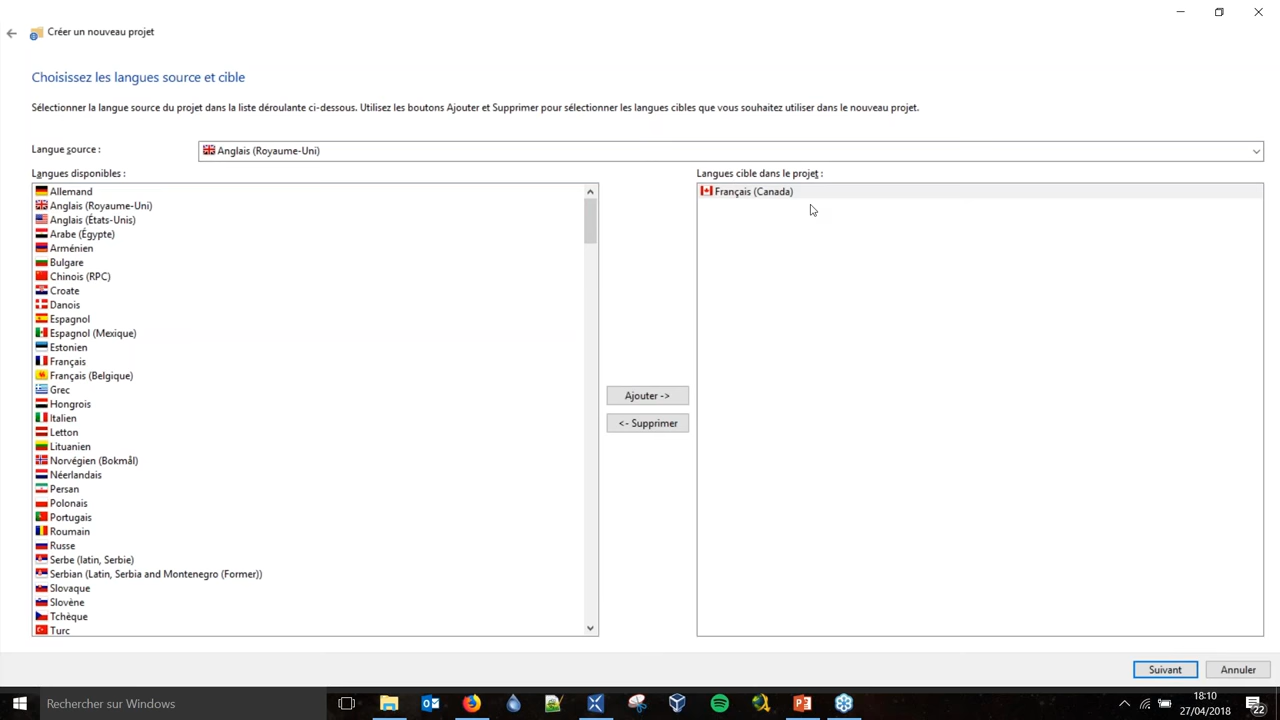 Créer un nouveau projet
Choisissez les langues source et cible
Sélectionner la langue source du projet dans la liste déroulante ci-dessous. Utilisez les boutons Ajouter et Supprimer pour sélectionner les langues cibles que vous souhaitez utiliser dans le nouveau projet.
Langue source :
Anglais (Royaume-Uni)
Langues disponibles :
Langues cible dans le projet :
Allemand
Anglais (Royaume-Uni)
Anglais (États-Unis)
Arabe (Égypte)
Arménien
Bulgare
Chinois (RPC)
Croate
Danois
Espagnol
Espagnol (Mexique)
Estonien
Français
Français (Belgique)
Grec
Hongrois
Italien
Letton
Lituanien
Norvégien (Bokmål)
Néerlandais
Persan
Polonais
Portugais
Roumain
Russe
Serbe (latin, Serbie)
Serbian (Latin, Serbia and Montenegro (Former))
Slovaque
Slovène
Tchèque
Turc
Ajouter ->
<- Supprimer
Français (Canada)
Suivant
Annuler
Rechercher sur Windows
18:10
27/04/2018
22